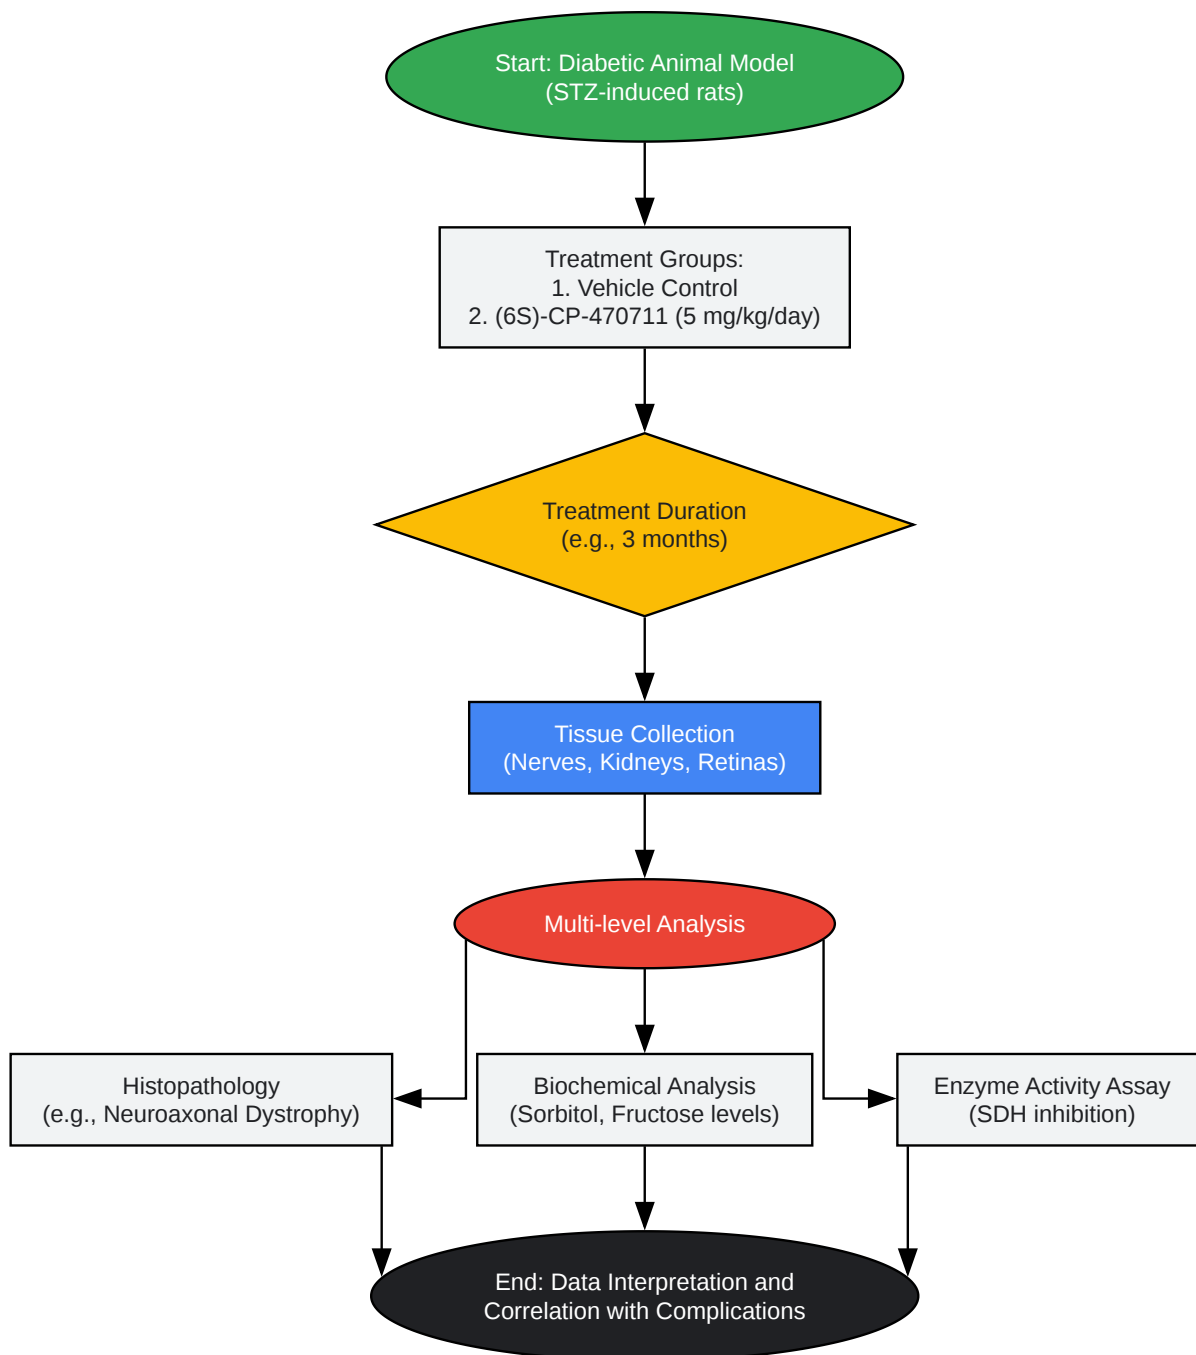 Start: Diabetic Animal Model
(STZ-induced rats)
Treatment Groups:
1. Vehicle Control
2. (6S)-CP-470711 (5 mg/kg/day)
Treatment Duration
(e.g., 3 months)
Tissue Collection
(Nerves, Kidneys, Retinas)
Multi-level Analysis
Histopathology
(e.g., Neuroaxonal Dystrophy)
Biochemical Analysis
(Sorbitol, Fructose levels)
Enzyme Activity Assay
(SDH inhibition)
End: Data Interpretation and
Correlation with Complications